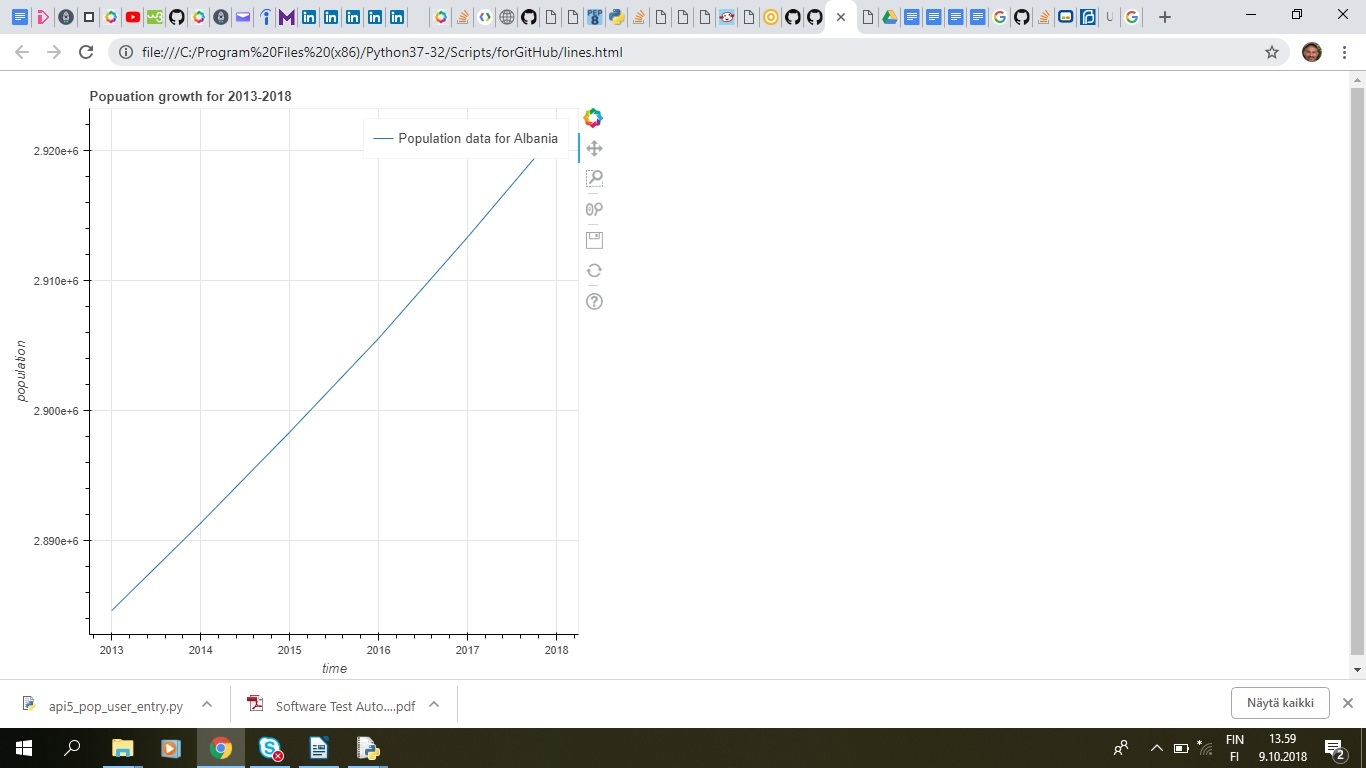 file:///C:/Program%20Files%20(x86)/Python37-32/Scripts/forGitHub/lines.html
Popuation growth for 2013-2018
Population data for Albania
2.920e+6
2.910e+6
2.900e+6
2.890e+6
population
2013 2014 2015 2016 2017 2018
time
api5_pop_user_entry.py
Software Test Auto....pdf
Näytä kaikki
FIN
FI
13.59
9.10.2018
2